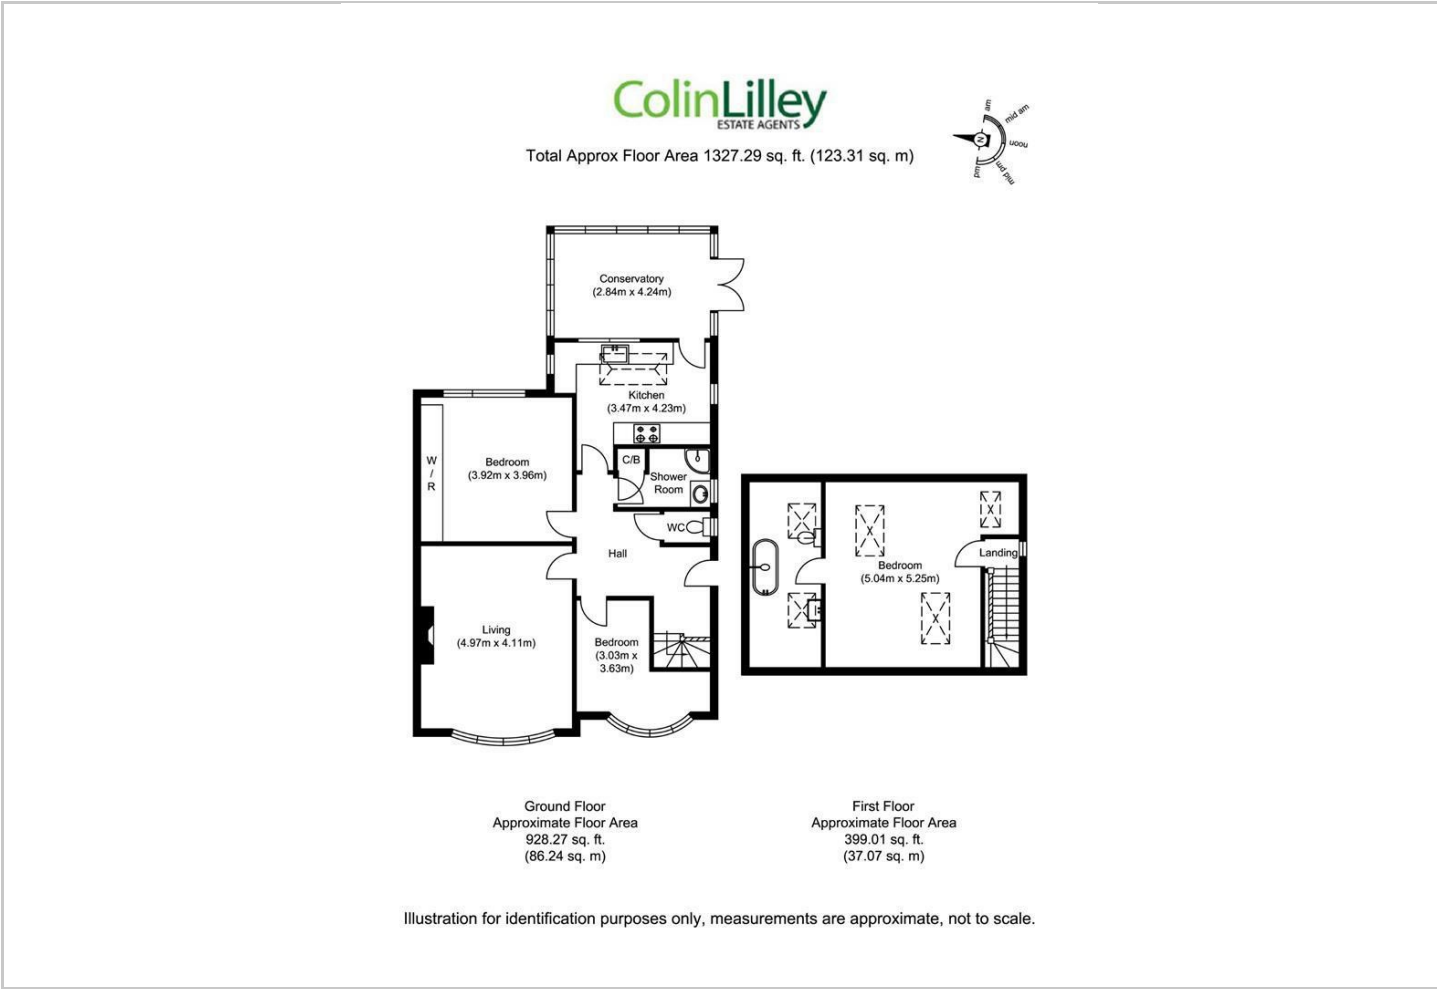 ColinLilley
ESTATE AGENTS
Total Approx Floor Area 1327.29 sq. ft. (123.31 sq. m)
am
mid am
noon
mid pm
pm
N
Conservatory
(2.84m x 4.24m)
Kitchen
(3.47m x 4.23m)
W
/
R
Bedroom
(3.92m x 3.96m)
C/B
Shower
Room
WC
Hall
Living
(4.97m x 4.11m)
Bedroom
(3.03m x
3.63m)
Landing
Bedroom
(5.04m x 5.25m)
Ground Floor
Approximate Floor Area
928.27 sq. ft.
(86.24 sq. m)
First Floor
Approximate Floor Area
399.01 sq. ft.
(37.07 sq. m)
Illustration for identification purposes only, measurements are approximate, not to scale.